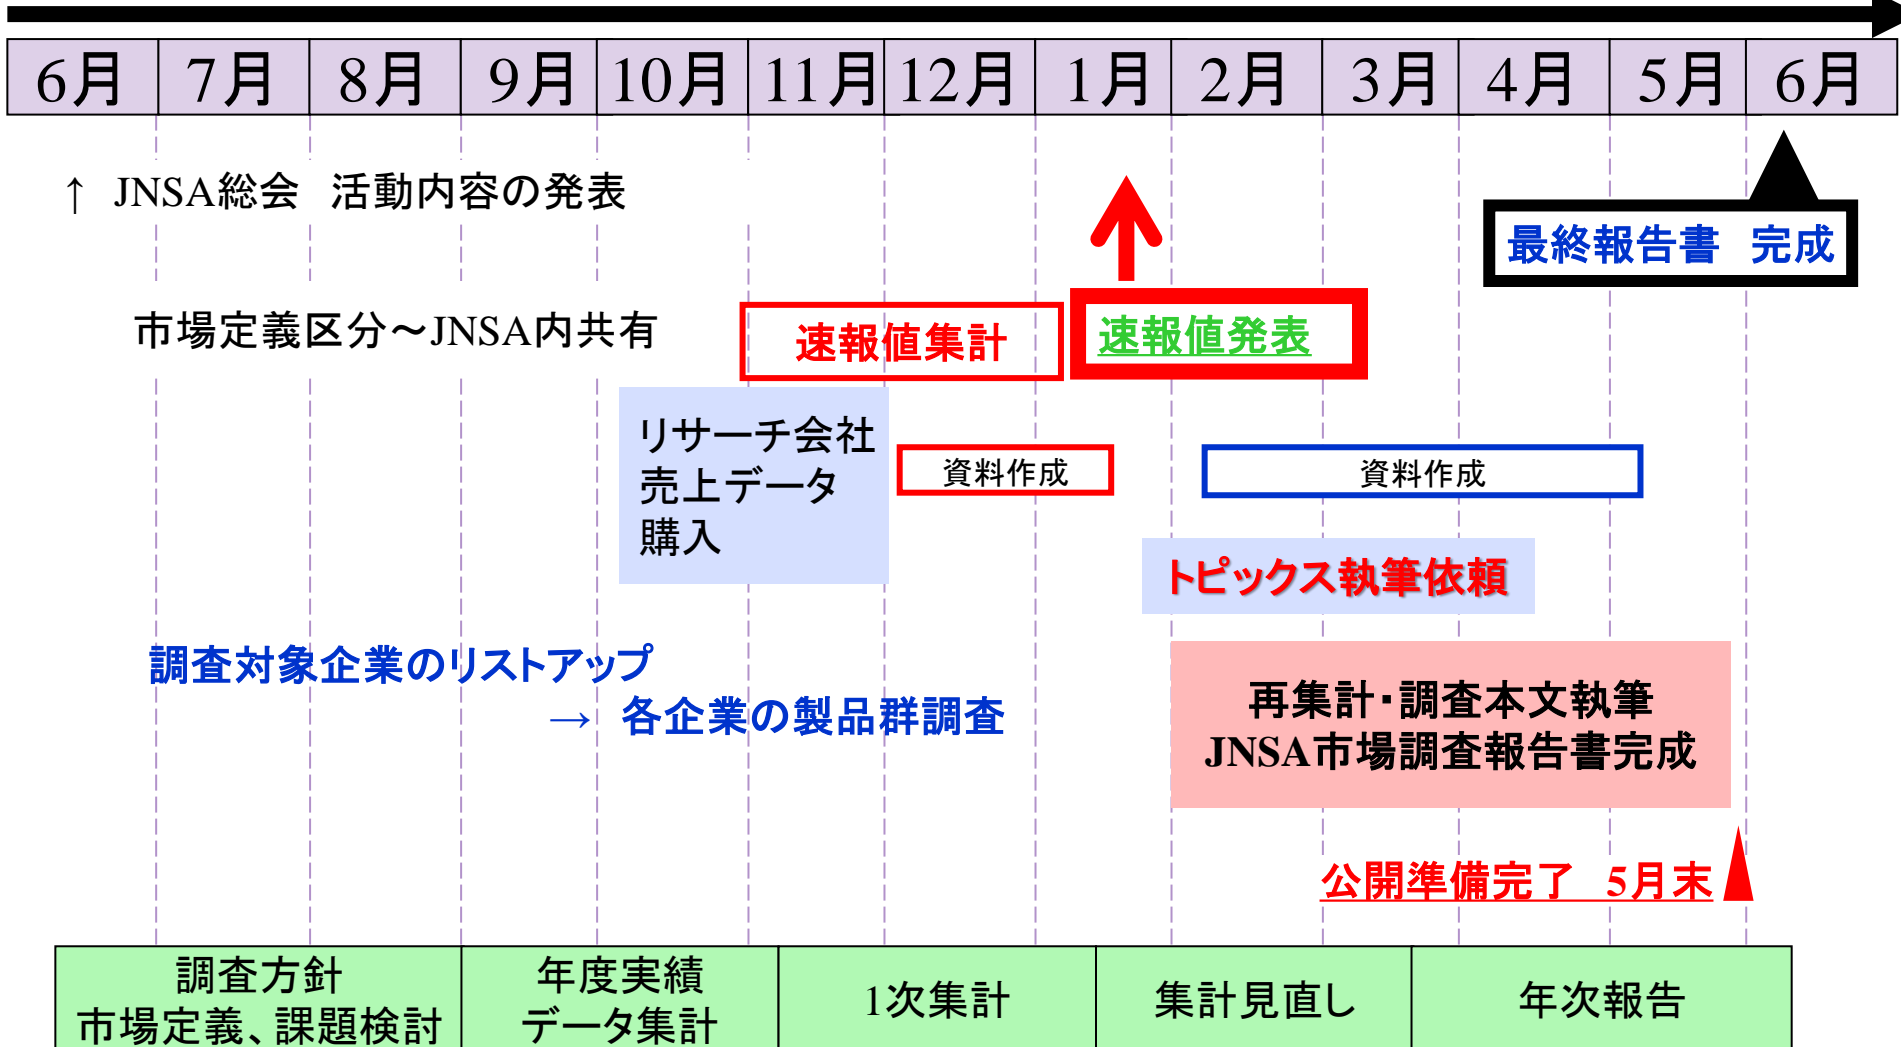 6月 7月 8月 9月 10月 11月 12月 1月 2月 3月 4月 5月 6月
↑ JNSA総会 活動内容の発表
最終報告書 完成
市場定義区分～JNSA内共有
速報値集計
速報値発表
リサーチ会社
売上データ
購入
資料作成
資料作成
トピックス執筆依頼
調査対象企業のリストアップ
→ 各企業の製品群調査
再集計・調査本文執筆
JNSA市場調査報告書完成
公開準備完了 5月末
調査方針
市場定義、課題検討
年度実績
データ集計
1次集計
集計見直し
年次報告